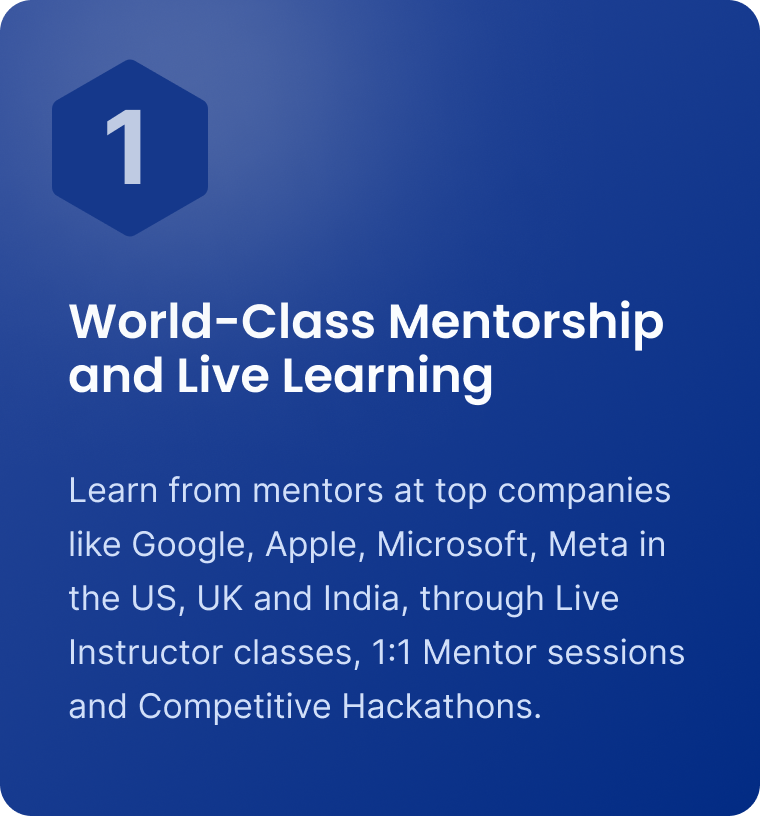 1
World-Class Mentorship
and Live Learning
Learn from mentors at top companies
like Google, Apple, Microsoft, Meta in
the US, UK and India, through Live
Instructor classes, 1:1 Mentor sessions
and Competitive Hackathons.